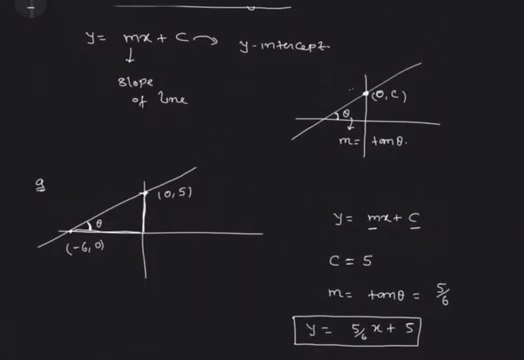 y = mx + c → y-intercept
↓
slope
of line
(0, c)
θ
m = tanθ.
q
(0, 5)
θ
(-6, 0)
y = mx + c
c = 5
m = tanθ = 5/6
y = 5/6 x + 5